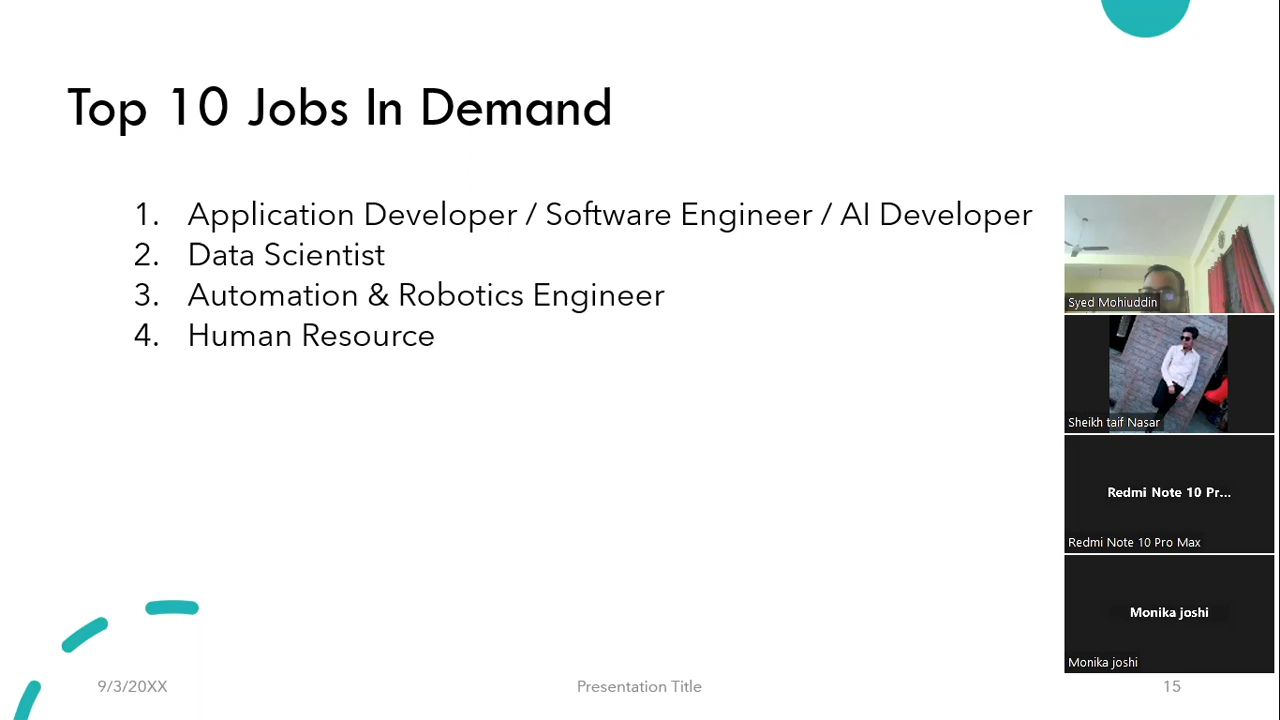 Top 10 Jobs In Demand
1. Application Developer / Software Engineer / AI Developer
2. Data Scientist
3. Automation & Robotics Engineer
4. Human Resource
Syed Mohiuddin
Sheikh taif Nasar
Redmi Note 10 Pr...
Redmi Note 10 Pro Max
Monika joshi
Monika joshi
9/3/20XX
Presentation Title
15